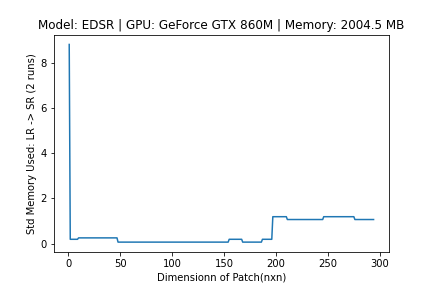 Model: EDSR | GPU: GeForce GTX 860M | Memory: 2004.5 MB
Std Memory Used: LR -> SR (2 runs)
8
6
4
2
0
0 50 100 150 200 250 300
Dimensionn of Patch(nxn)